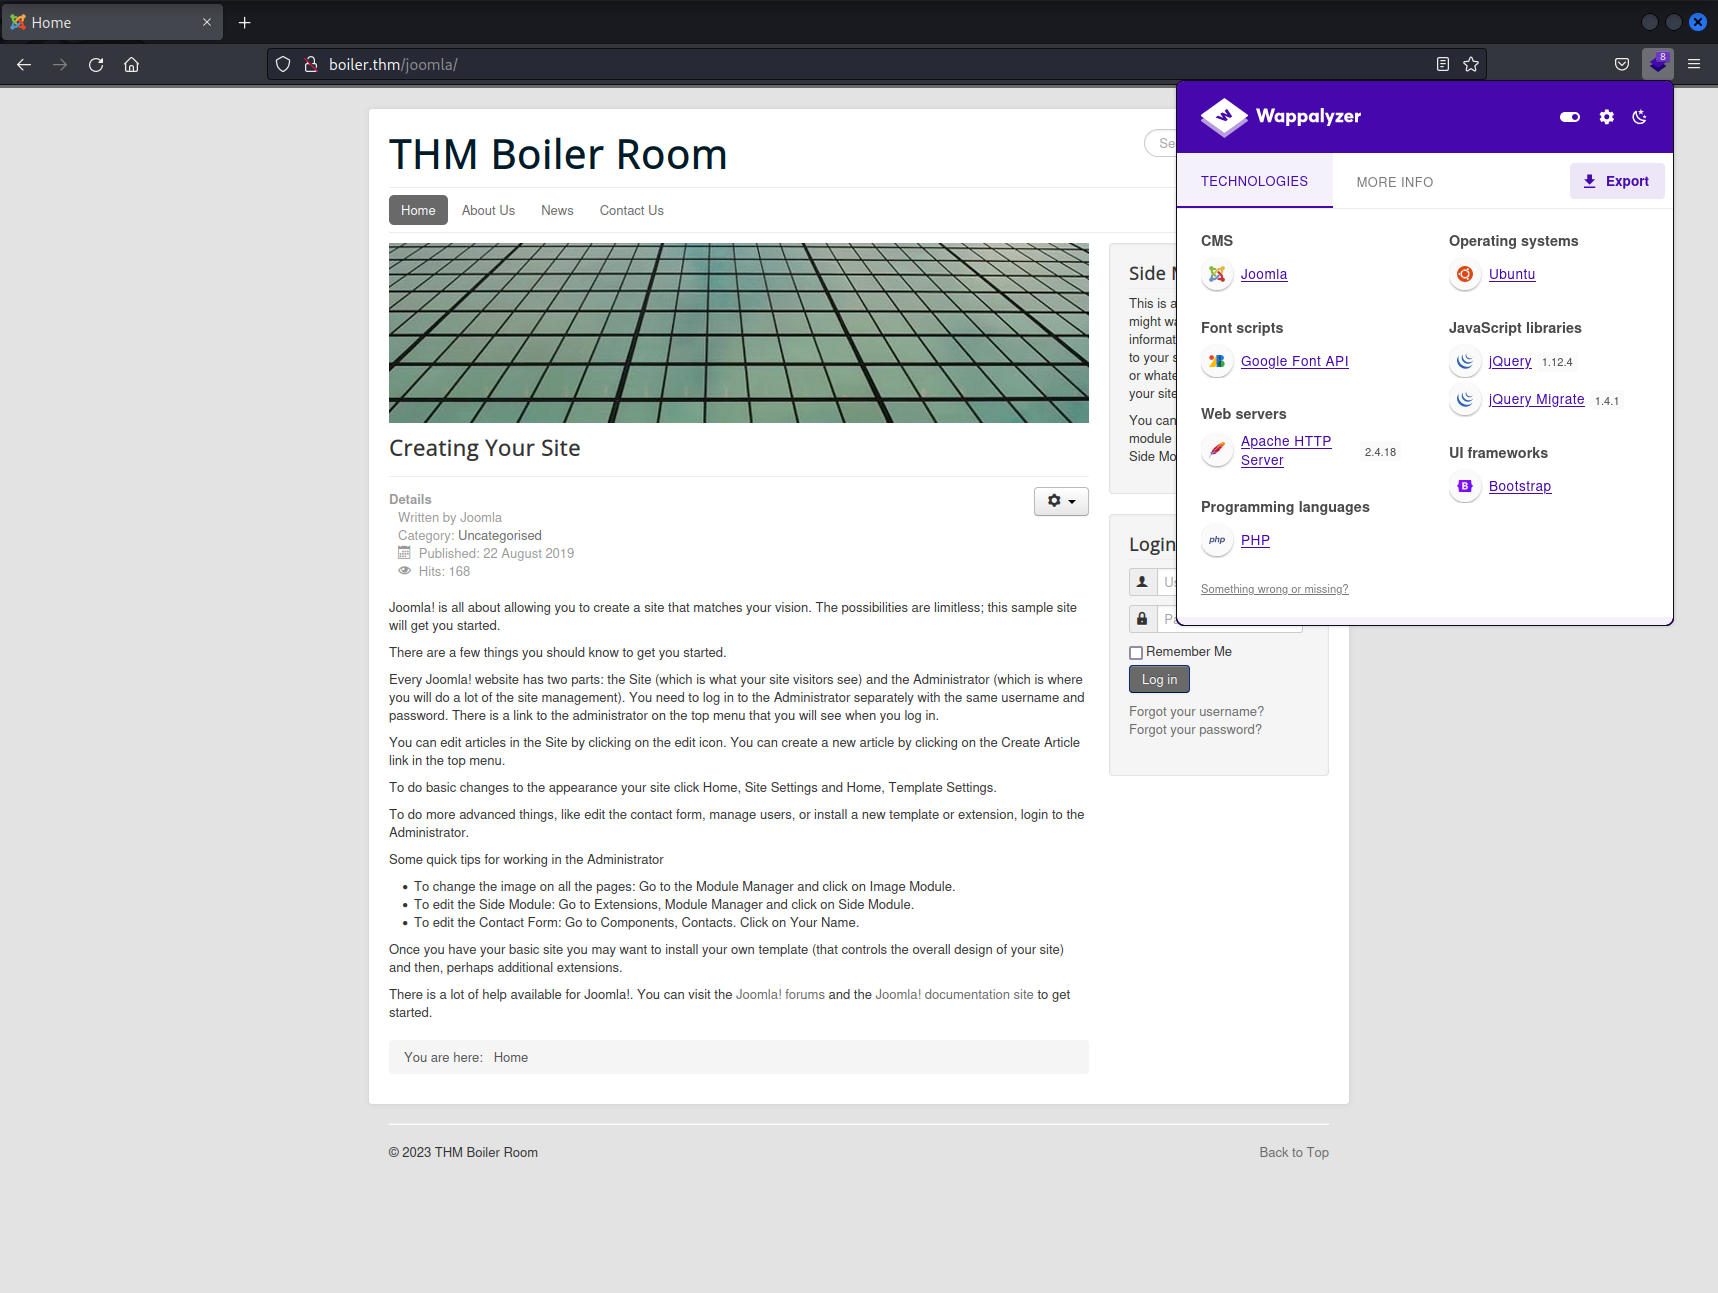 Home
boiler.thm/joomla/
8
THM Boiler Room
Se
Home About Us News Contact Us
Creating Your Site
Details
Written by Joomla
Category: Uncategorised
Published: 22 August 2019
Hits: 168
Joomla! is all about allowing you to create a site that matches your vision. The possibilities are limitless; this sample site
will get you started.
There are a few things you should know to get you started.
Every Joomla! website has two parts: the Site (which is what your site visitors see) and the Administrator (which is where
you will do a lot of the site management). You need to log in to the Administrator separately with the same username and
password. There is a link to the administrator on the top menu that you will see when you log in.
You can edit articles in the Site by clicking on the edit icon. You can create a new article by clicking on the Create Article
link in the top menu.
To do basic changes to the appearance your site click Home, Site Settings and Home, Template Settings.
To do more advanced things, like edit the contact form, manage users, or install a new template or extension, login to the
Administrator.
Some quick tips for working in the Administrator
• To change the image on all the pages: Go to the Module Manager and click on Image Module.
• To edit the Side Module: Go to Extensions, Module Manager and click on Side Module.
• To edit the Contact Form: Go to Components, Contacts. Click on Your Name.
Once you have your basic site you may want to install your own template (that controls the overall design of your site)
and then, perhaps additional extensions.
There is a lot of help available for Joomla!. You can visit the Joomla! forums and the Joomla! documentation site to get
started.
You are here: Home
Side M
This is a
might wa
informat
to your s
or whate
your site
You can
module
Side Mo
Login
Us
Pa
Remember Me
Log in
Forgot your username?
Forgot your password?
© 2023 THM Boiler Room
Back to Top
Wappalyzer
TECHNOLOGIES MORE INFO Export
CMS
Joomla
Font scripts
Google Font API
Web servers
Apache HTTP
Server 2.4.18
Programming languages
php PHP
Something wrong or missing?
Operating systems
Ubuntu
JavaScript libraries
jQuery 1.12.4
jQuery Migrate 1.4.1
UI frameworks
B Bootstrap